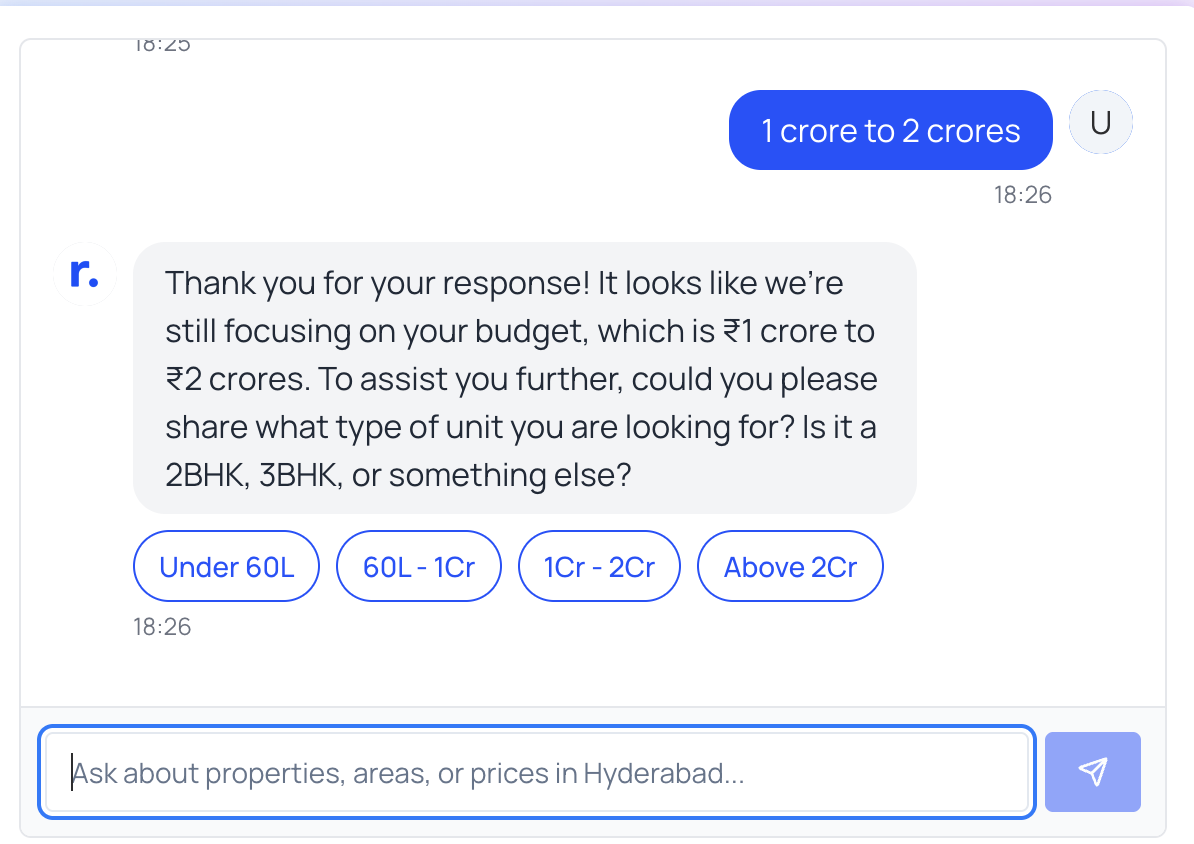 18:25
1 crore to 2 crores
U
18:26
r.
Thank you for your response! It looks like we're
still focusing on your budget, which is ₹1 crore to
₹2 crores. To assist you further, could you please
share what type of unit you are looking for? Is it a
2BHK, 3BHK, or something else?
Under 60L
60L - 1Cr
1Cr - 2Cr
Above 2Cr
18:26
Ask about properties, areas, or prices in Hyderabad...